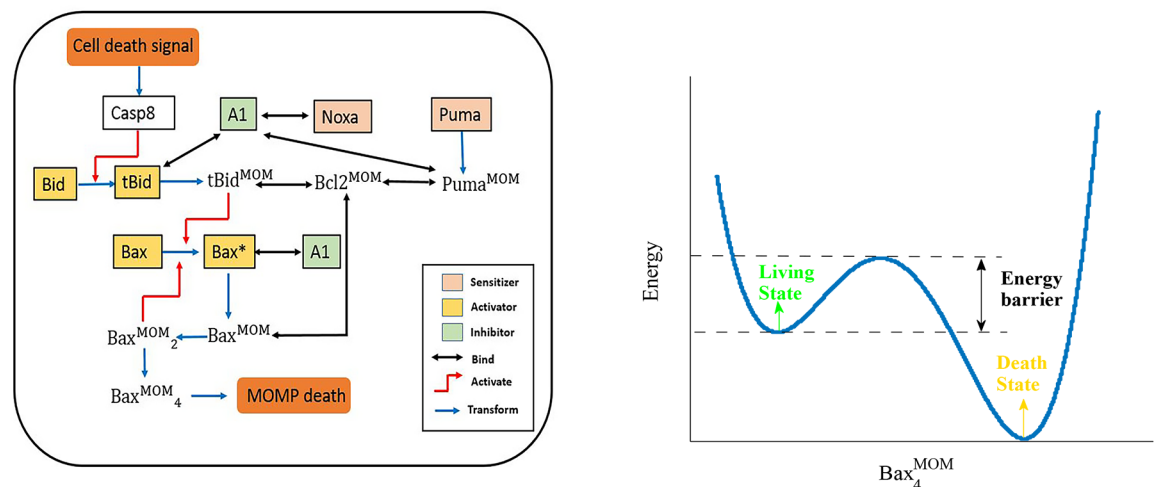 Cell death signal
Casp8
A1
Noxa
Puma
Bid
tBid
tBid^MOM
Bcl2^MOM
Puma^MOM
Bax
Bax*
A1
Bax^MOM_2
Bax^MOM
Bax^MOM_4
MOMP death
Sensitizer
Activator
Inhibitor
Bind
Activate
Transform
Energy
Living
State
Energy
barrier
Death
State
Bax^MOM_4